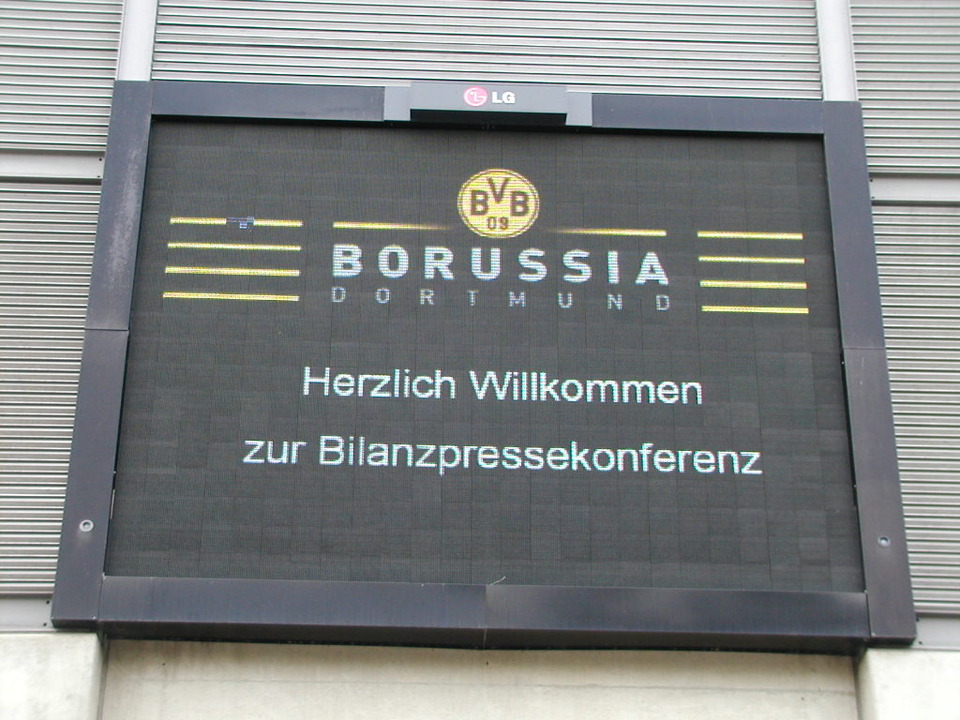 LG
BVB
09
BORUSSIA
DORTMUND
Herzlich Willkommen
zur Bilanzpressekonferenz